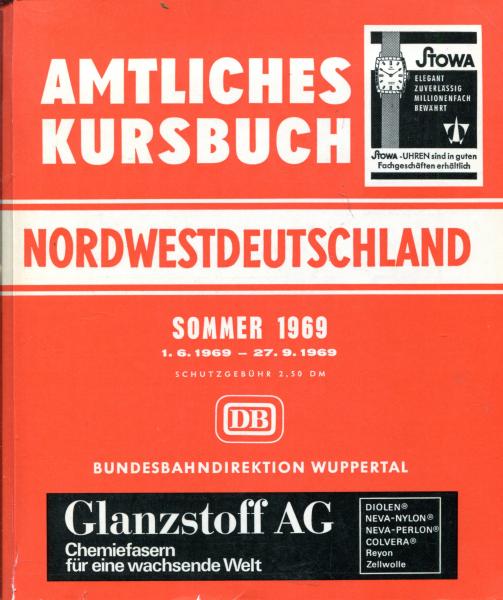 AMTLICHES
KURSBUCH
STOWA
ELEGANT
ZUVERLÄSSIG
MILLIONENFACH
BEWÄHRT
STOWA-UHREN sind in guten
Fachgeschäften erhältlich
NORDWESTDEUTSCHLAND
SOMMER 1969
1. 6. 1969 – 27. 9. 1969
SCHUTZGEBÜHR 2,50 DM
DB
BUNDESBAHNDIREKTION WUPPERTAL
Glanzstoff AG
Chemiefasern
für eine wachsende Welt
DIOLEN®
NEVA-NYLON®
NEVA-PERLON®
COLVERA®
Reyon
Zellwolle